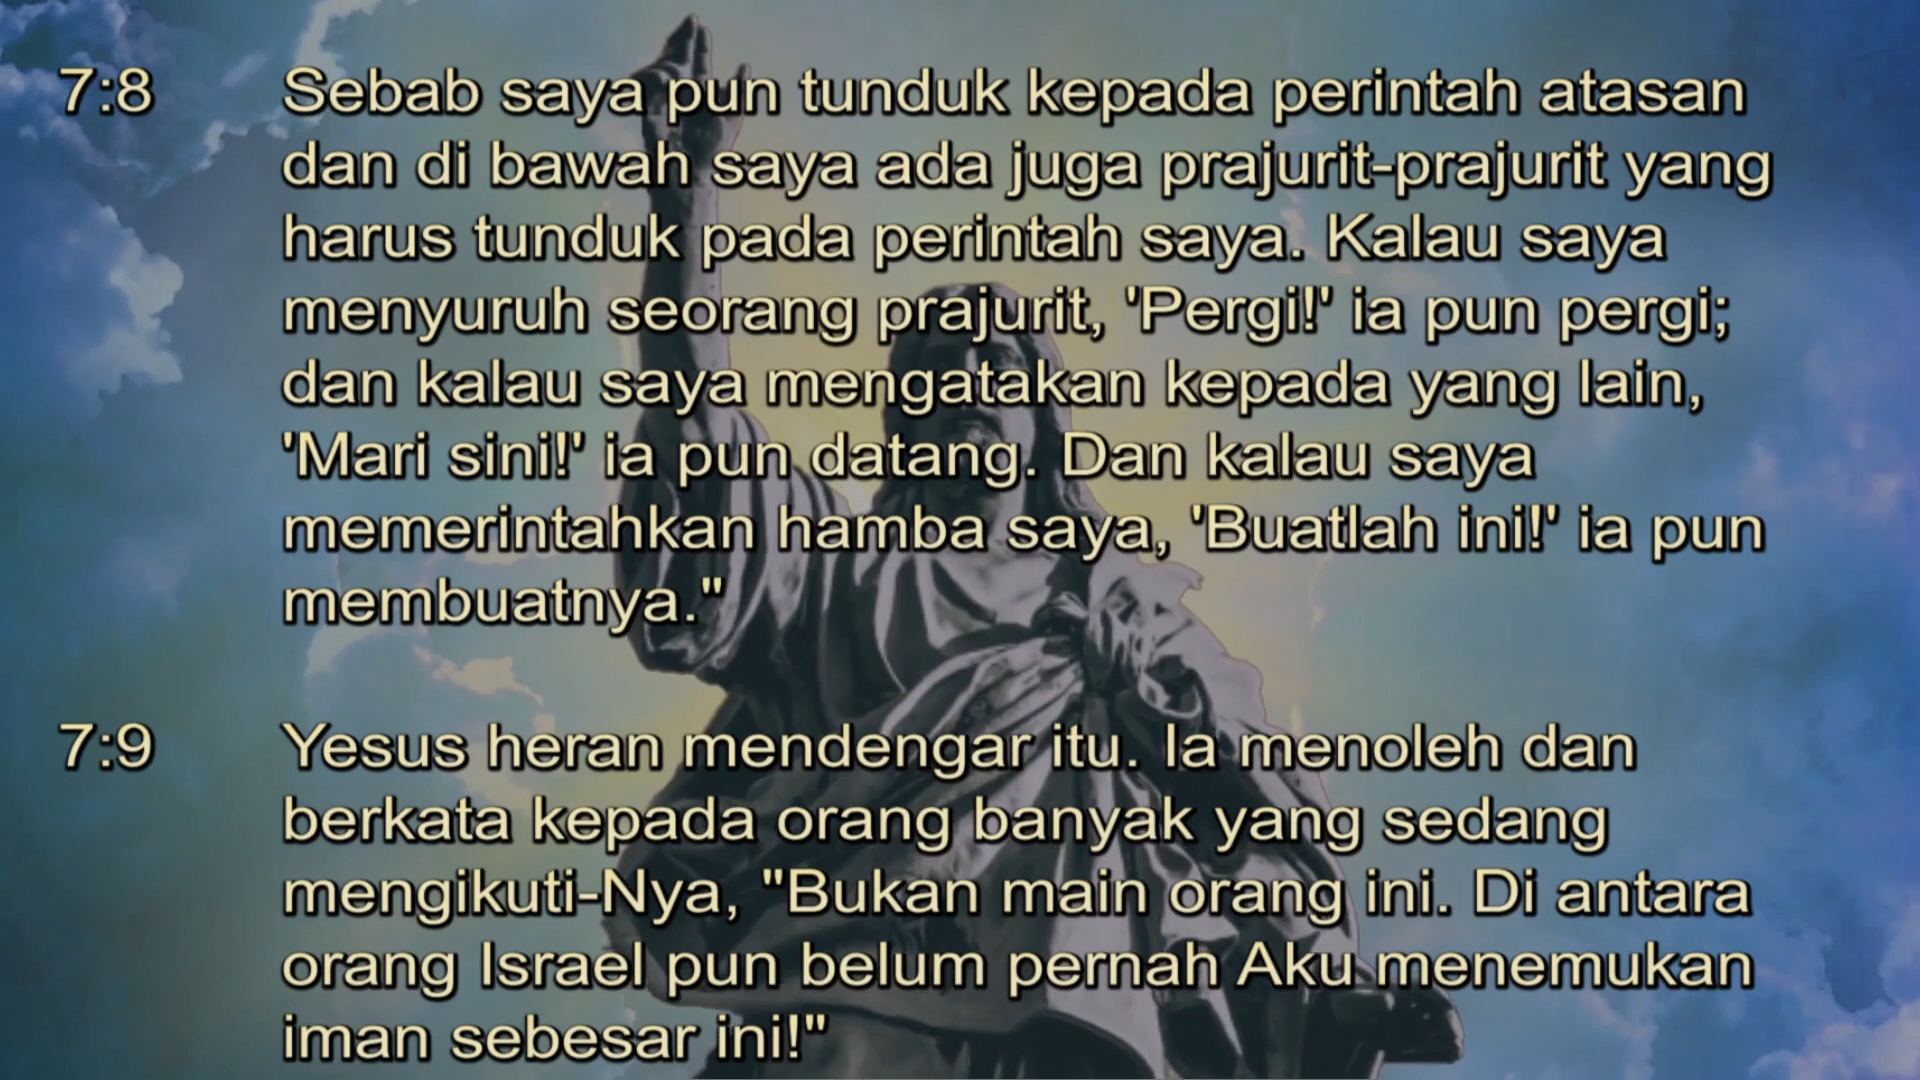 7:8 Sebab saya pun tunduk kepada perintah atasan
dan di bawah saya ada juga prajurit-prajurit yang
harus tunduk pada perintah saya. Kalau saya
menyuruh seorang prajurit, 'Pergi!' ia pun pergi;
dan kalau saya mengatakan kepada yang lain,
'Mari sini!' ia pun datang. Dan kalau saya
memerintahkan hamba saya, 'Buatlah ini!' ia pun
membuatnya."
7:9 Yesus heran mendengar itu. Ia menoleh dan
berkata kepada orang banyak yang sedang
mengikuti-Nya, "Bukan main orang ini. Di antara
orang Israel pun belum pernah Aku menemukan
iman sebesar ini!"